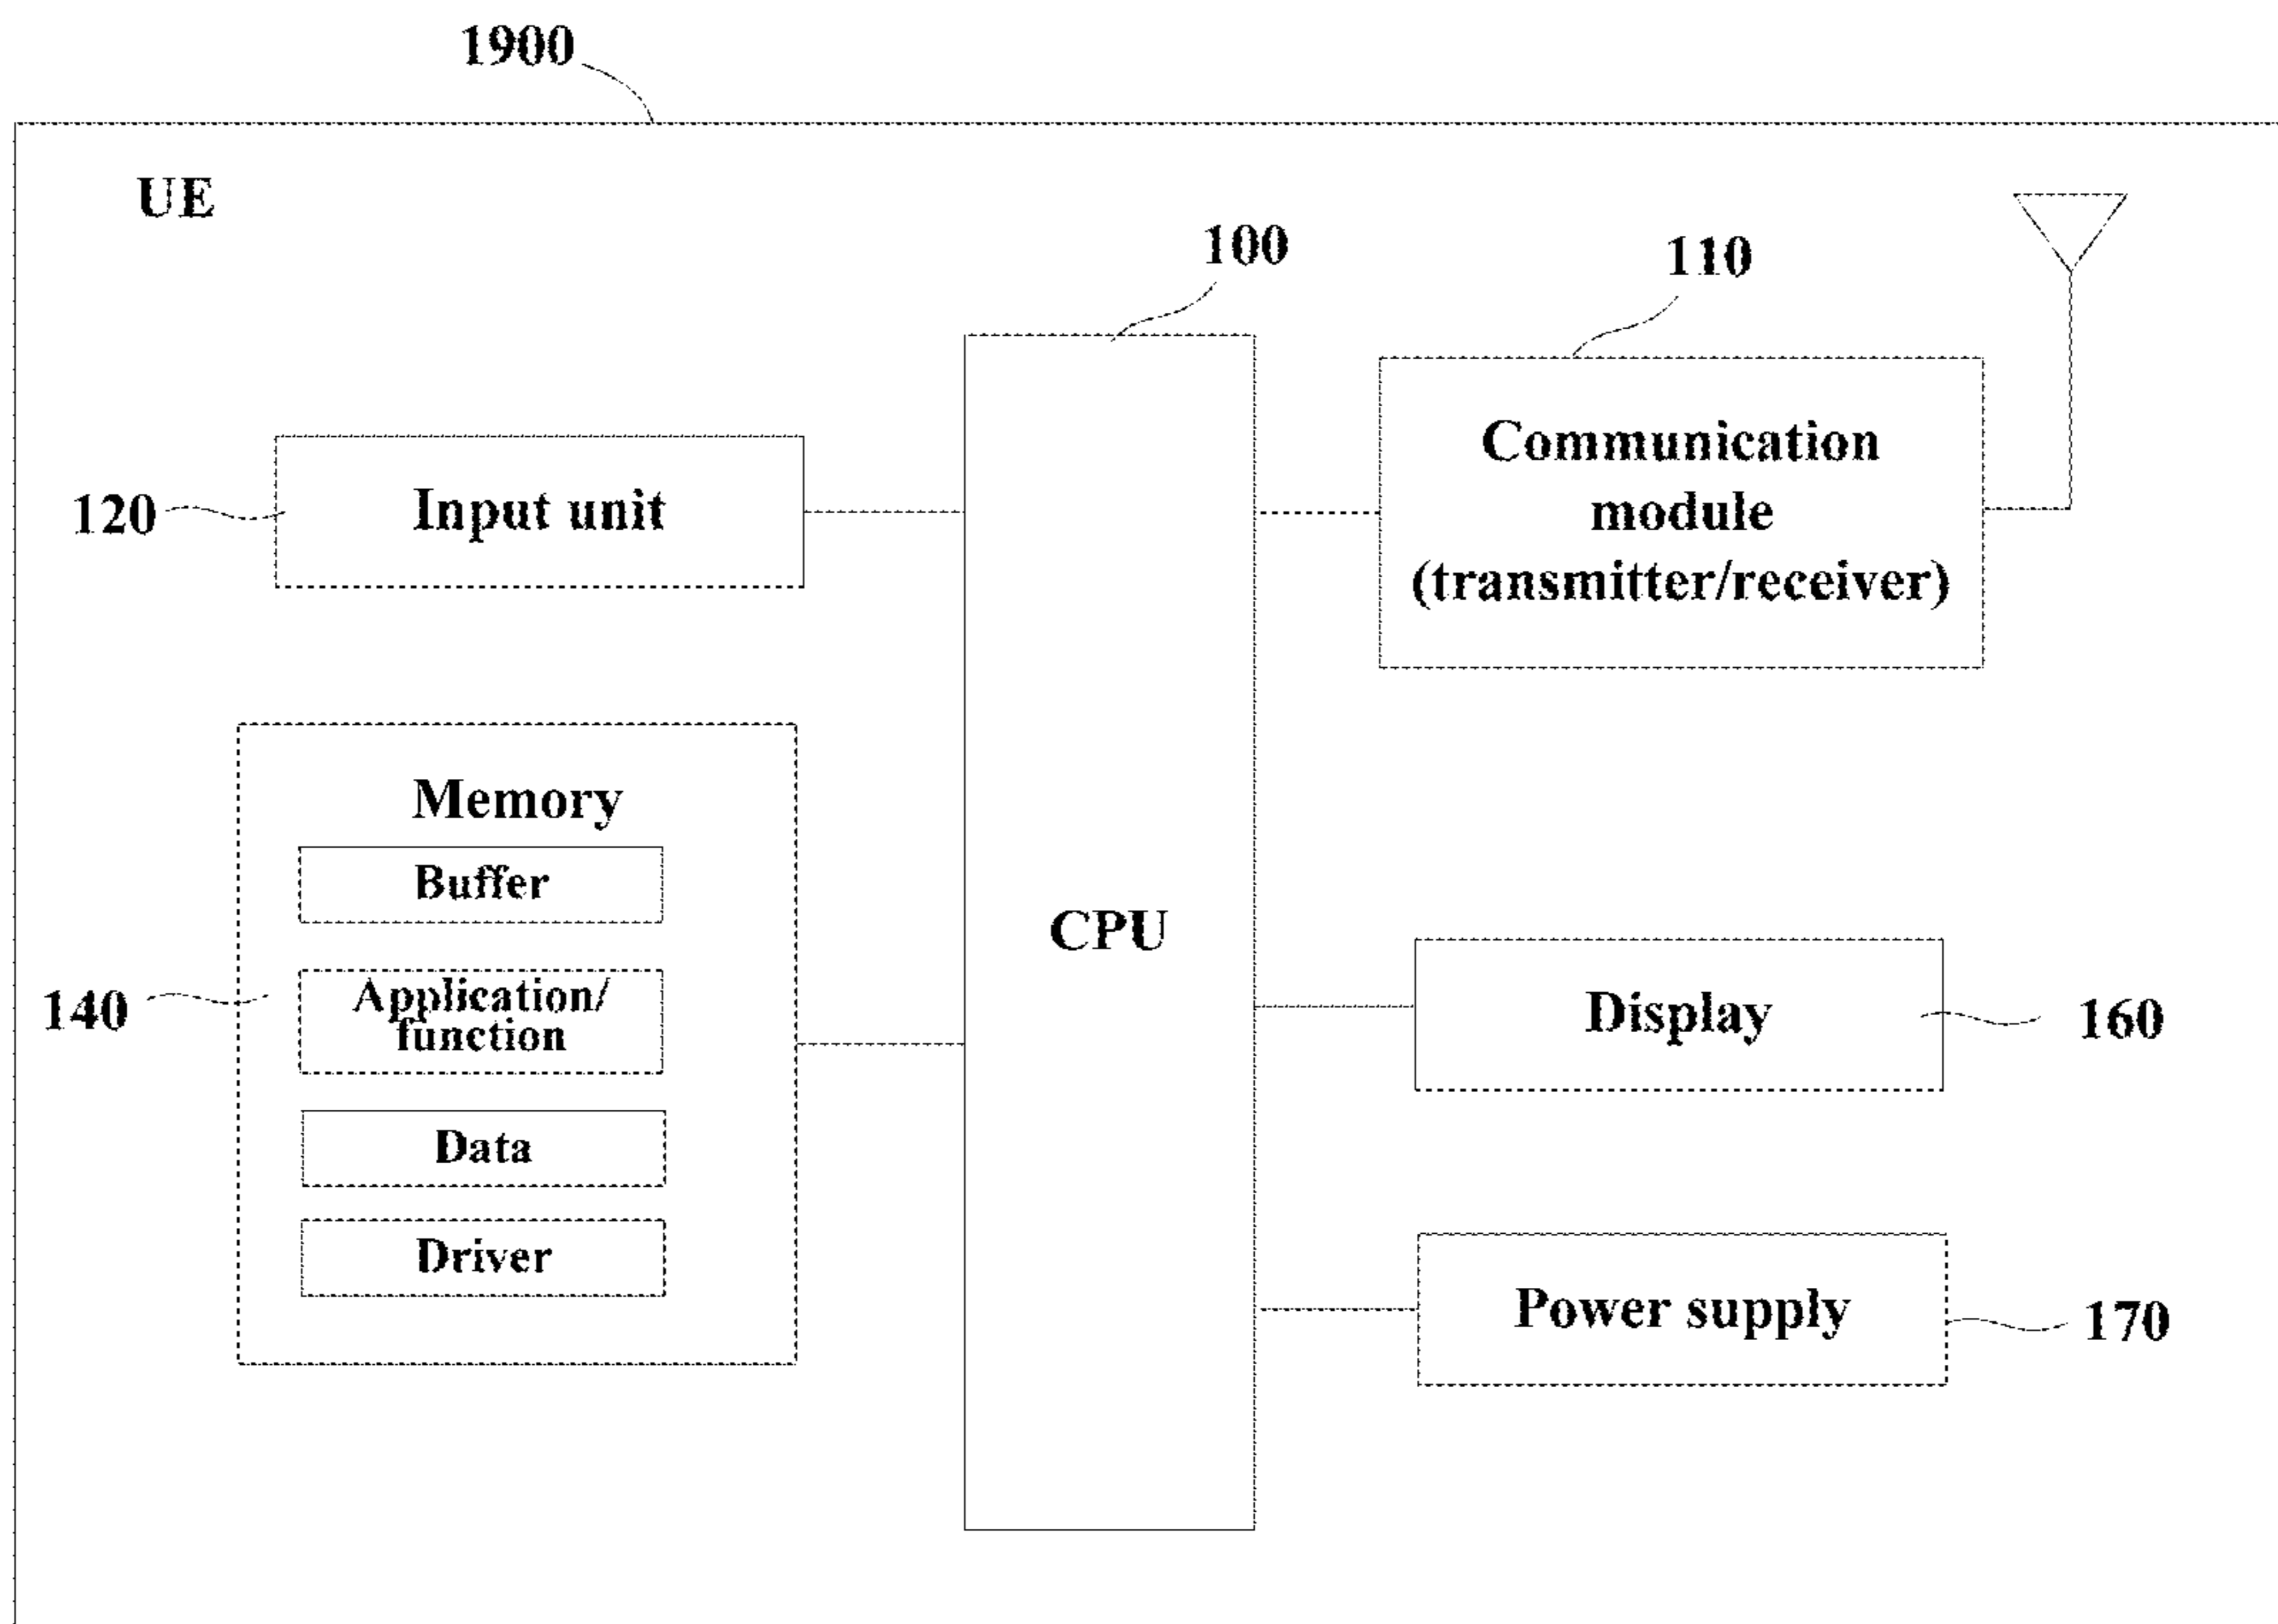 1900
UE
100
110
Communication
module
(transmitter/receiver)
120
Input unit
Memory
Buffer
Application/
function
140
Data
Driver
CPU
Display
160
Power supply
170